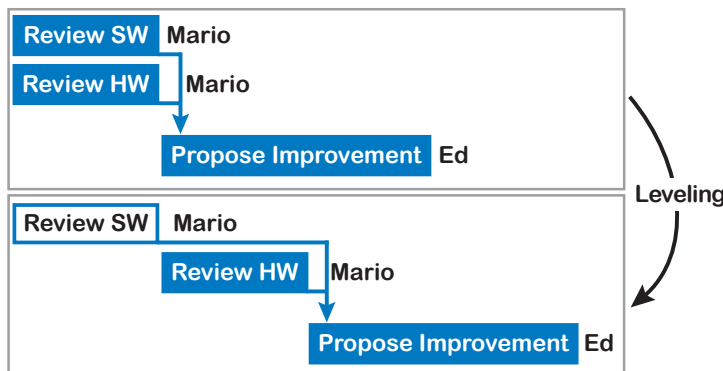 Review SW Mario
Review HW Mario
Propose Improvement Ed
Leveling
Review SW Mario
Review HW Mario
Propose Improvement Ed